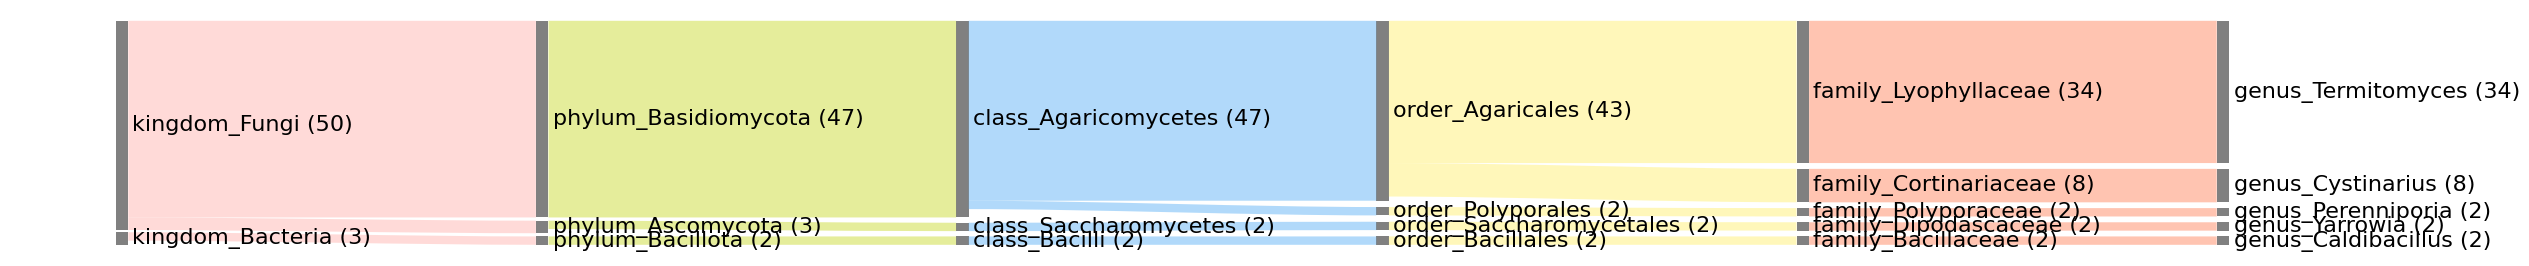 kingdom_Fungi (50)
kingdom_Bacteria (3)
phylum_Basidiomycota (47)
phylum_Ascomycota (3)
phylum_Bacillota (2)
class_Agaricomycetes (47)
class_Saccharomycetes (2)
class_Bacilli (2)
order_Agaricales (43)
order_Polyporales (2)
order_Saccharomycetales (2)
order_Bacillales (2)
family_Lyophyllaceae (34)
family_Cortinariaceae (8)
family_Polyporaceae (2)
family_Dipodascaceae (2)
family_Bacillaceae (2)
genus_Termitomyces (34)
genus_Cystinarius (8)
genus_Perenniporia (2)
genus_Yarrowia (2)
genus_Caldibacillus (2)